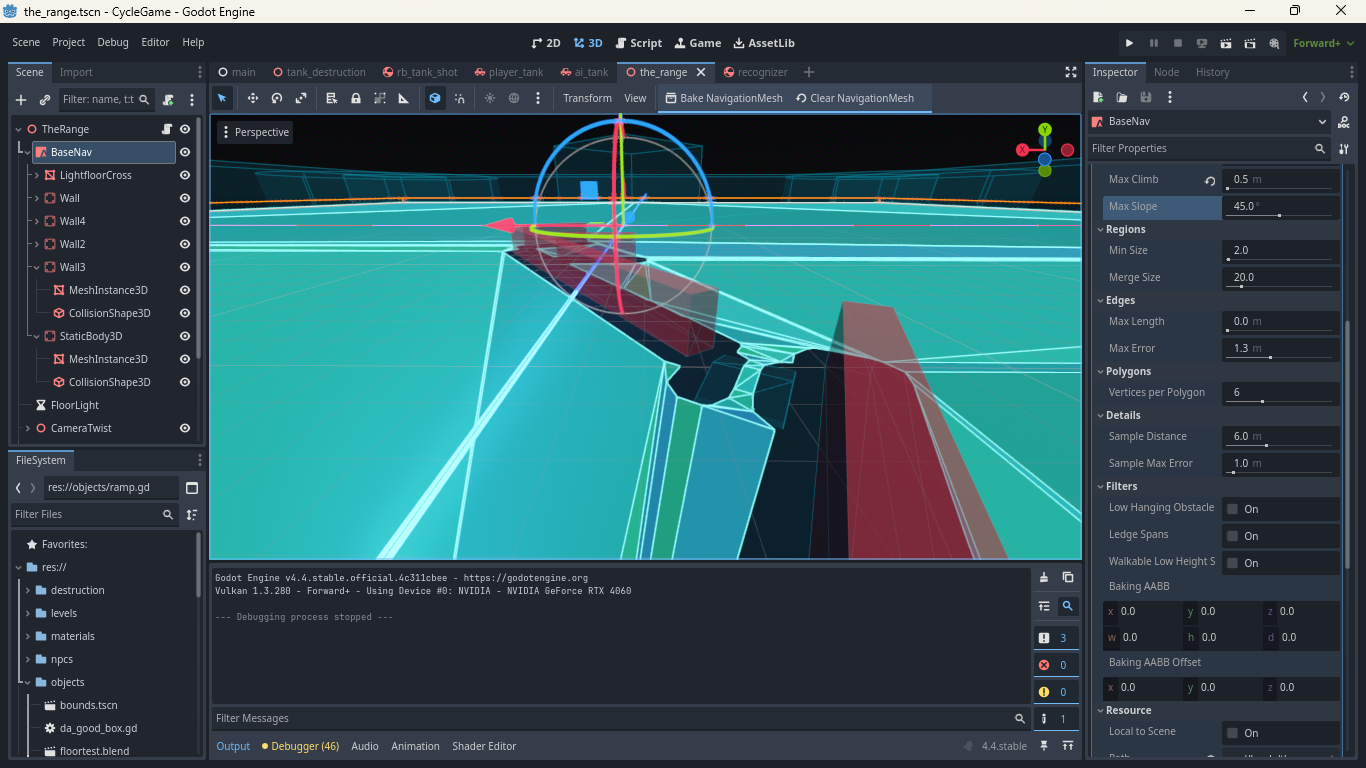 the_range.tscn - CycleGame - Godot Engine
Scene Project Debug Editor Help
2D 3D Script Game AssetLib
Forward+
Scene Import
main tank_destruction rb_tank_shot player_tank ai_tank the_range recognizer
Inspector Node History
Filter: name, t:t
Transform View Bake NavigationMesh Clear NavigationMesh
TheRange
BaseNav
LightfloorCross
Wall
Wall4
Wall2
Wall3
MeshInstance3D
CollisionShape3D
StaticBody3D
MeshInstance3D
CollisionShape3D
FloorLight
CameraTwist
FileSystem
res://objects/ramp.gd
Filter Files
Favorites:
res://
destruction
levels
materials
npcs
objects
bounds.tscn
da_good_box.gd
floortest.blend
Perspective
Y
X
Godot Engine v4.4.stable.official.4c311cbee - https://godotengine.org
Vulkan 1.3.280 - Forward+ - Using Device #0: NVIDIA - NVIDIA GeForce RTX 4060
--- Debugging process stopped ---
3
0
0
1
Filter Messages
Output Debugger (46) Audio Animation Shader Editor
4.4.stable
BaseNav
Filter Properties
Max Climb 0.5 m
Max Slope 45.0 °
Regions
Min Size 2.0
Merge Size 20.0
Edges
Max Length 0.0 m
Max Error 1.3 m
Polygons
Vertices per Polygon 6
Details
Sample Distance 6.0 m
Sample Max Error 1.0 m
Filters
Low Hanging Obstacle On
Ledge Spans On
Walkable Low Height S On
Baking AABB
x 0.0 y 0.0 z 0.0
w 0.0 h 0.0 d 0.0
Baking AABB Offset
x 0.0 y 0.0 z 0.0
Resource
Local to Scene On